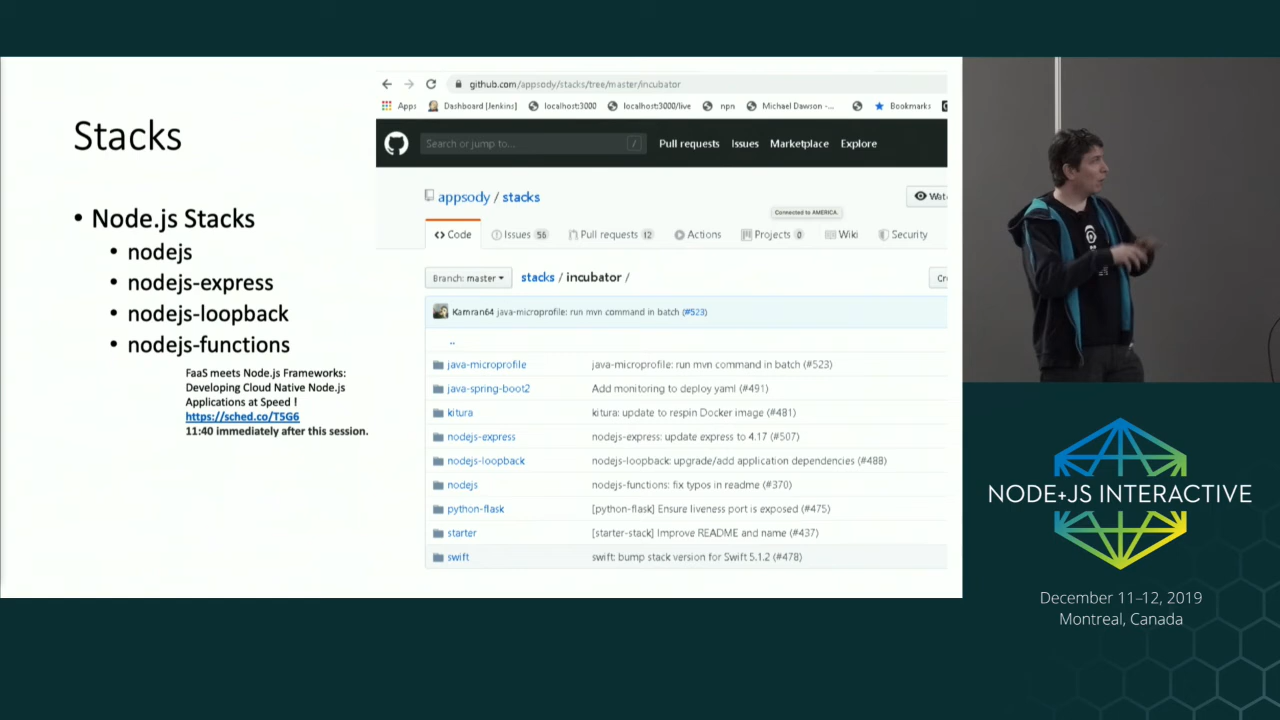 Stacks
• Node.js Stacks
• nodejs
• nodejs-express
• nodejs-loopback
• nodejs-functions
FaaS meets Node.js Frameworks:
Developing Cloud Native Node.js
Applications at Speed !
https://sched.co/T5G6
11:40 immediately after this session.
github.com/appsody/stacks/tree/master/incubator
Apps Dashboard [Jenkins] localhost:3000 localhost:3000/live npn Michael Dawson -... Bookmarks
Search or jump to... / Pull requests Issues Marketplace Explore
appsody / stacks
Connected to AMERICA.
Code Issues 56 Pull requests 12 Actions Projects 0 Wiki Security
Branch: master stacks / incubator /
Kamran64 java-microprofile: run mvn command in batch (#523)
..
java-microprofile java-microprofile: run mvn command in batch (#523)
java-spring-boot2 Add monitoring to deploy yaml (#491)
kitura kitura: update to respin Docker image (#481)
nodejs-express nodejs-express: update express to 4.17 (#507)
nodejs-loopback nodejs-loopback: upgrade/add application dependencies (#488)
nodejs nodejs-functions: fix typos in readme (#370)
python-flask [python-flask] Ensure liveness port is exposed (#475)
starter [starter-stack] Improve README and name (#437)
swift swift: bump stack version for Swift 5.1.2 (#478)
NODE+JS INTERACTIVE
December 11–12, 2019
Montreal, Canada